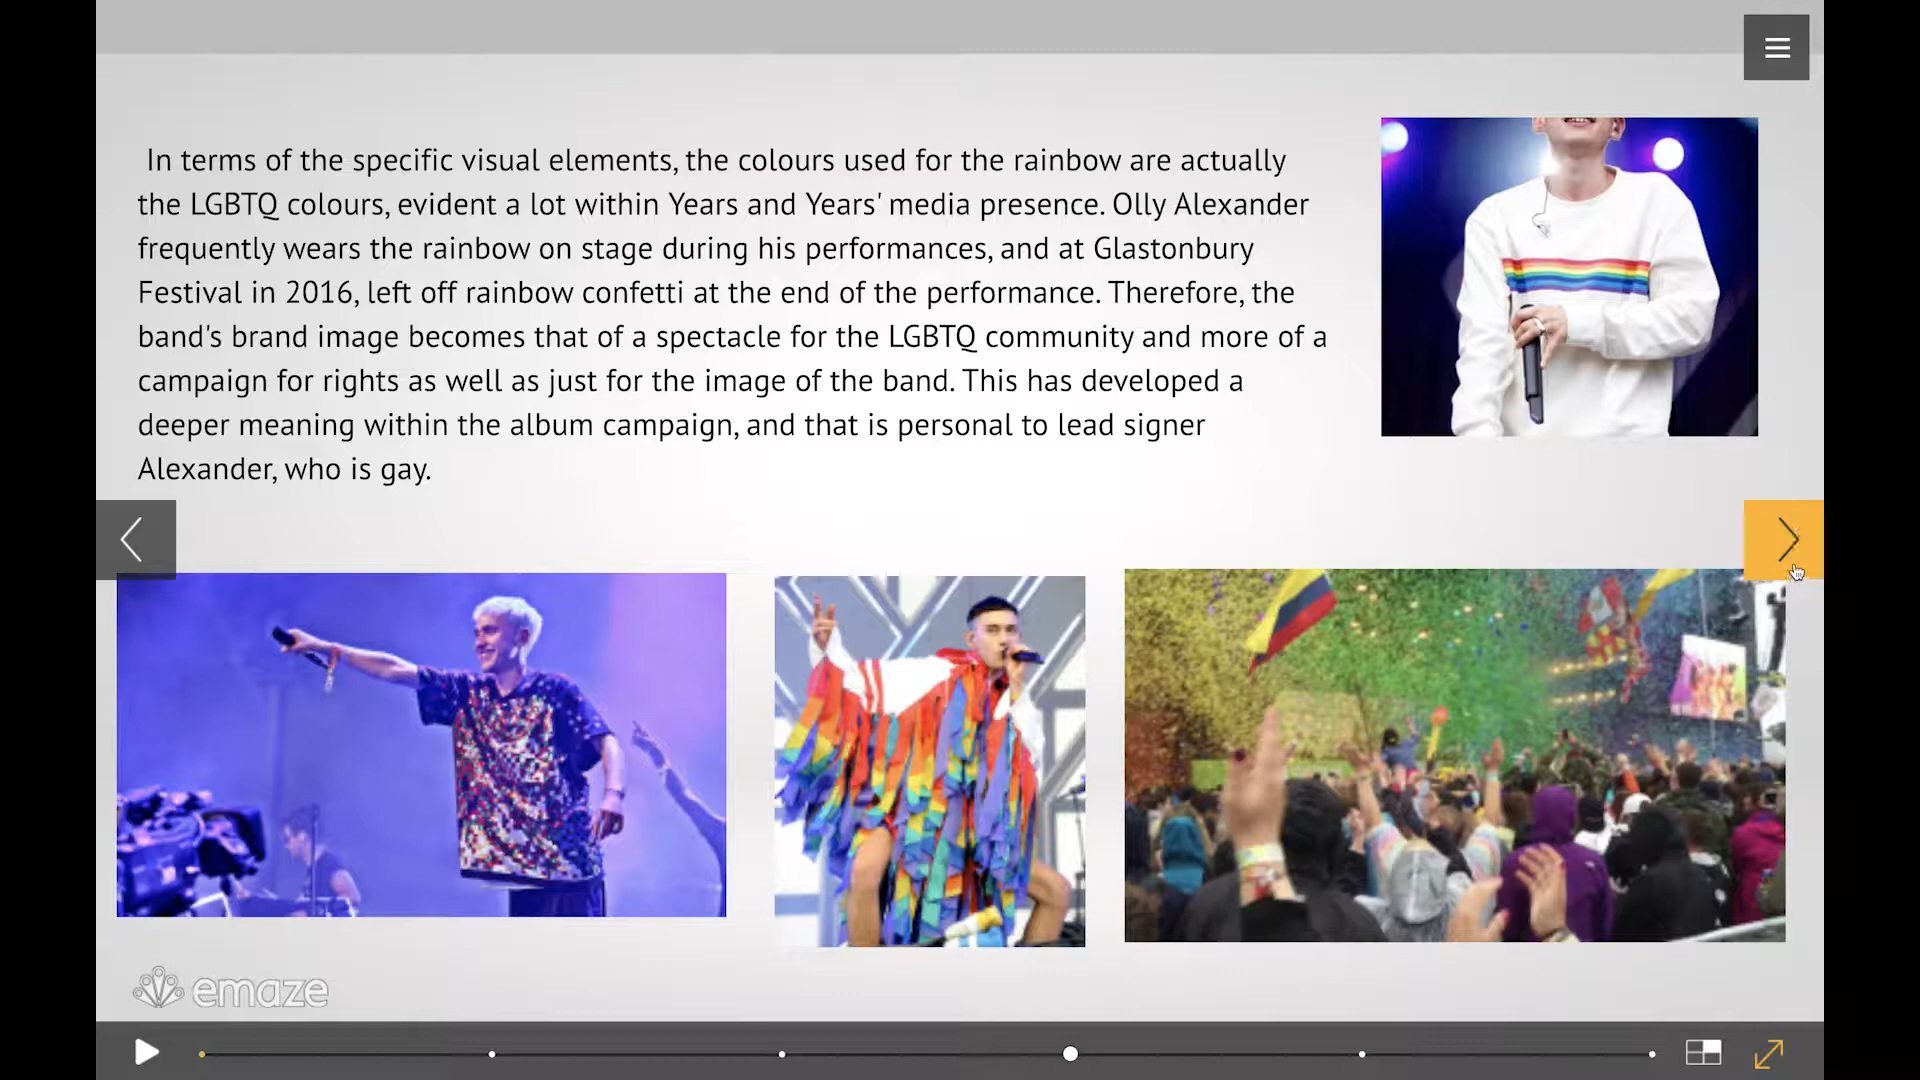 In terms of the specific visual elements, the colours used for the rainbow are actually
the LGBTQ colours, evident a lot within Years and Years' media presence. Olly Alexander
frequently wears the rainbow on stage during his performances, and at Glastonbury
Festival in 2016, left off rainbow confetti at the end of the performance. Therefore, the
band's brand image becomes that of a spectacle for the LGBTQ community and more of a
campaign for rights as well as just for the image of the band. This has developed a
deeper meaning within the album campaign, and that is personal to lead signer
Alexander, who is gay.
emaze